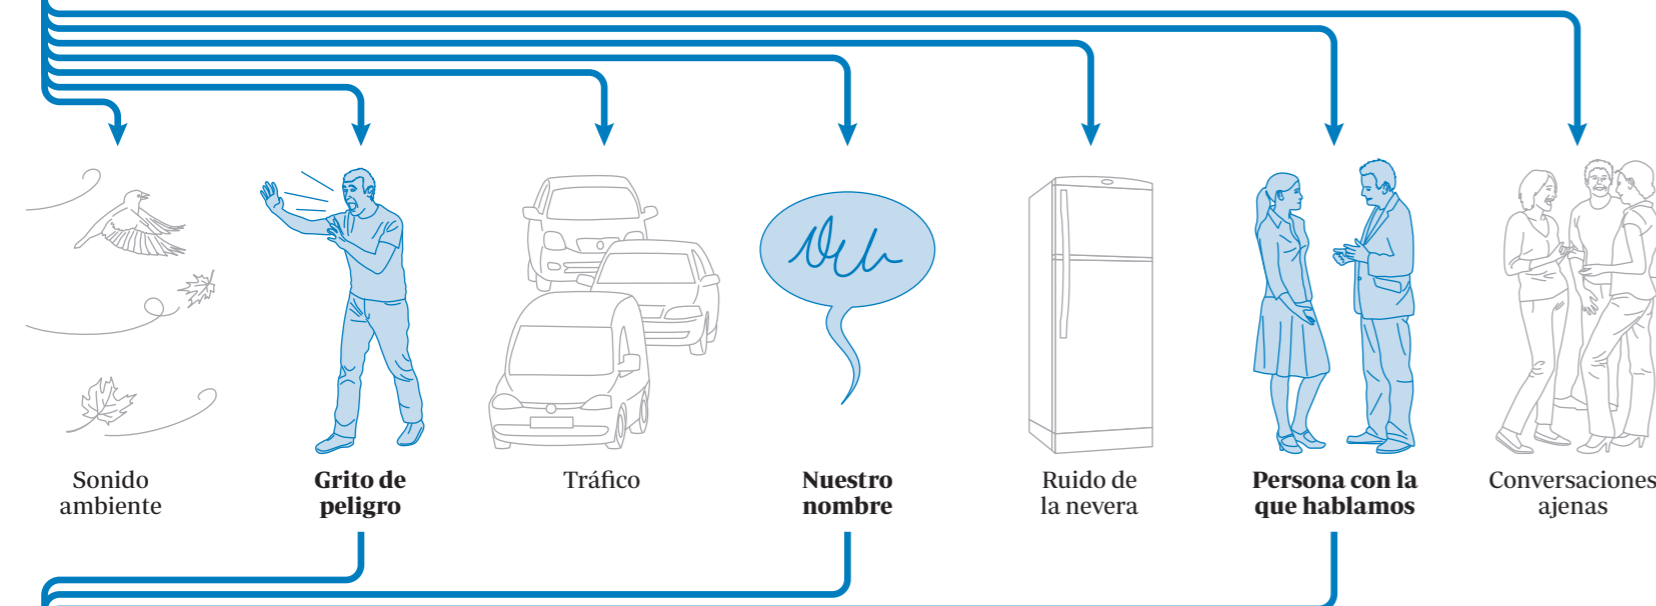 Sonido
ambiente
Grito de
peligro
Tráfico
Nuestro
nombre
Ruido de
la nevera
Persona con la
que hablamos
Conversaciones
ajenas